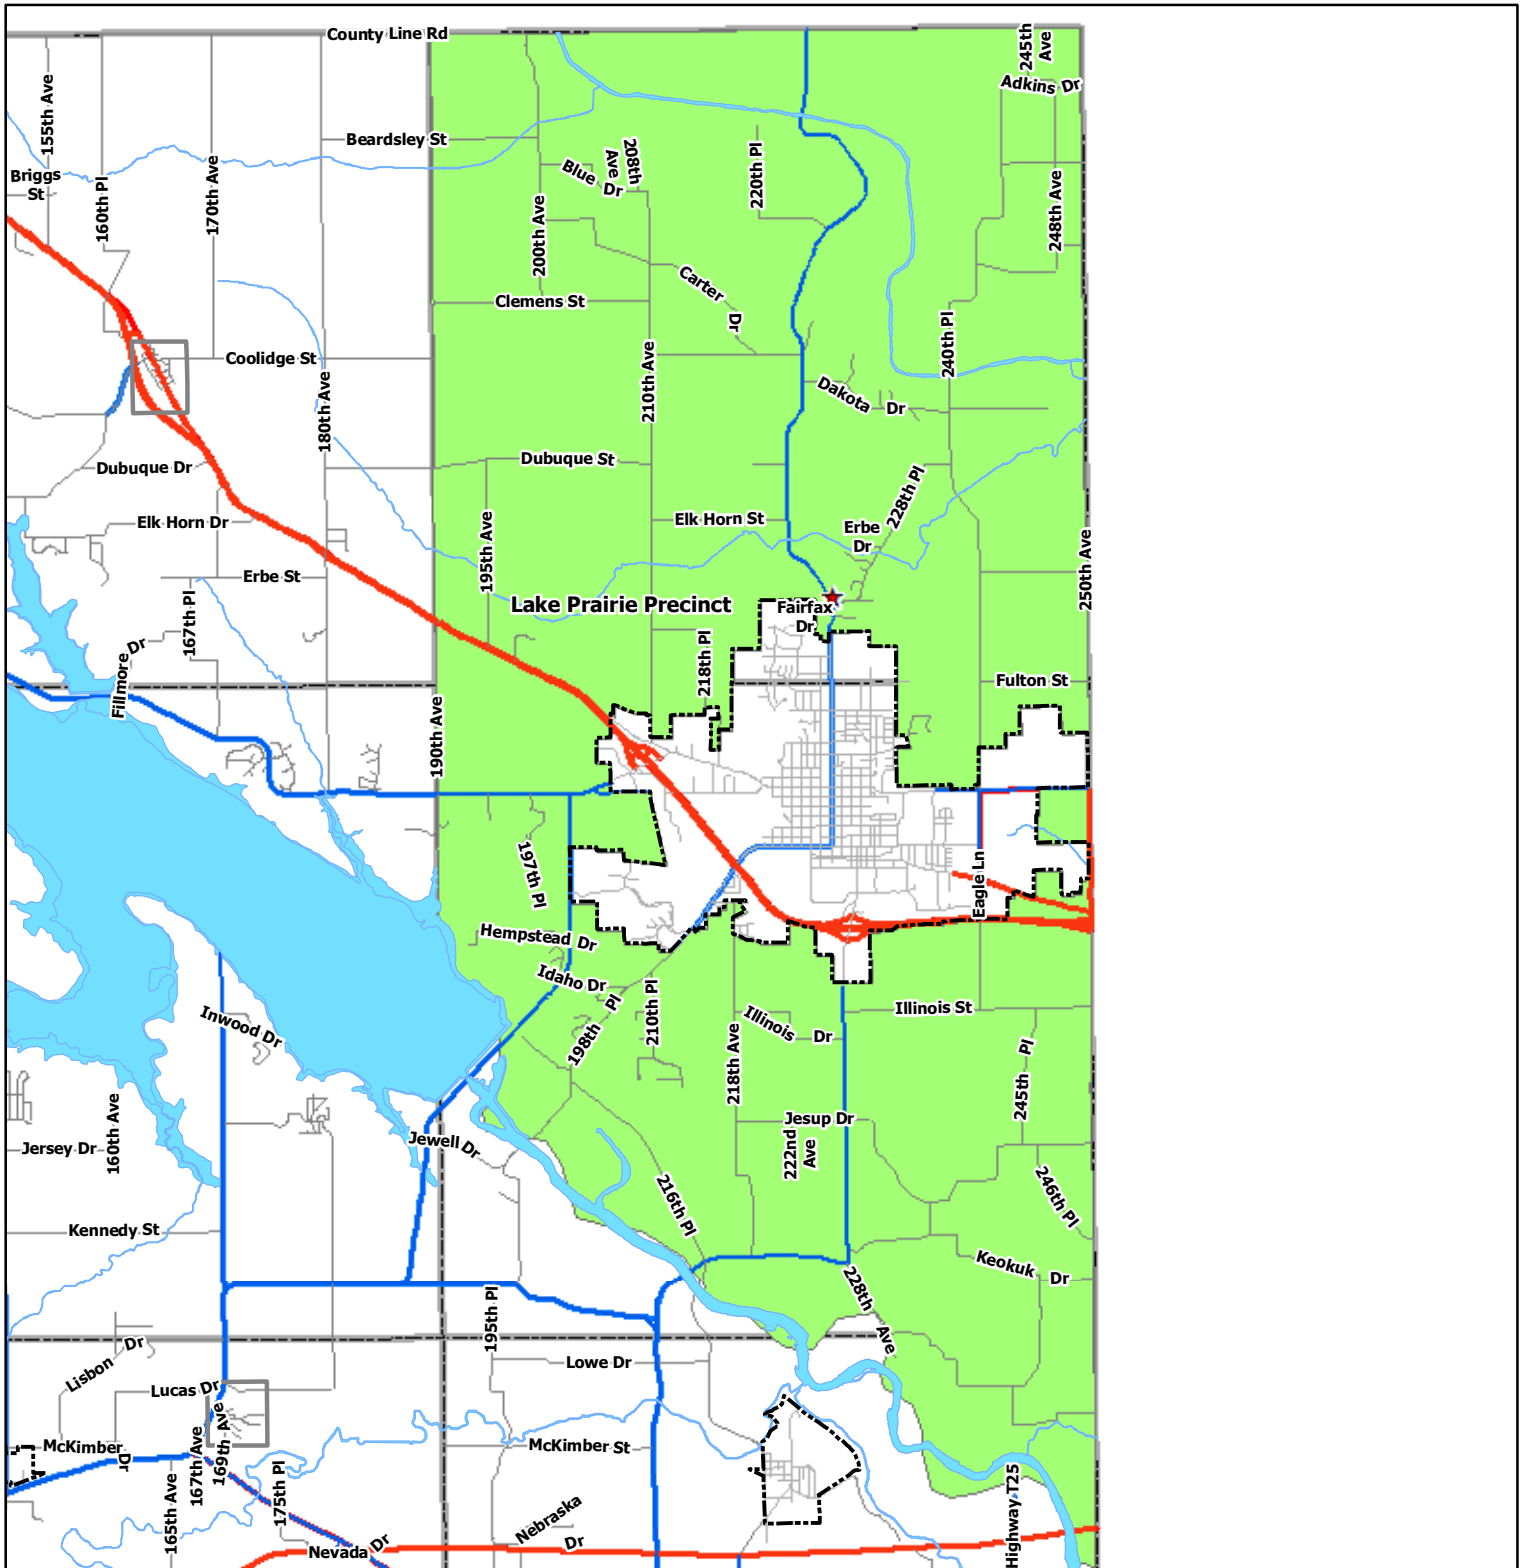 County Line Rd
245th
Ave
Adkins Dr
155th Ave
Beardsley St
208th
Ave
Blue Dr
220th Pl
Briggs
St
160th Pl
170th Ave
200th Ave
248th Ave
Carter Dr
Clemens St
240th Pl
Coolidge St
180th Ave
210th Ave
Dakota Dr
Dubuque Dr
Dubuque St
228th Pl
Elk Horn Dr
Elk Horn St
Erbe
Dr
195th Ave
250th Ave
Erbe St
Lake Prairie Precinct
Fairfax
Dr
167th Pl
Fillmore Dr
218th Pl
Fulton St
190th Ave
197th Pl
Eagle Ln
Hempstead Dr
Idaho Dr
198th Pl
210th Pl
Illinois Dr
Illinois St
Inwood Dr
218th Ave
245th Pl
160th Ave
Jesup Dr
222nd
Ave
Jersey Dr
Jewell Dr
216th Pl
246th Pl
Kennedy St
Keokuk Dr
228th Ave
195th Pl
Lisbon Dr
Lowe Dr
Lucas Dr
McKimber Dr
167th Ave
169th Ave
McKimber St
165th Ave
175th Pl
Nebraska Dr
Highway T25
Nevada Dr